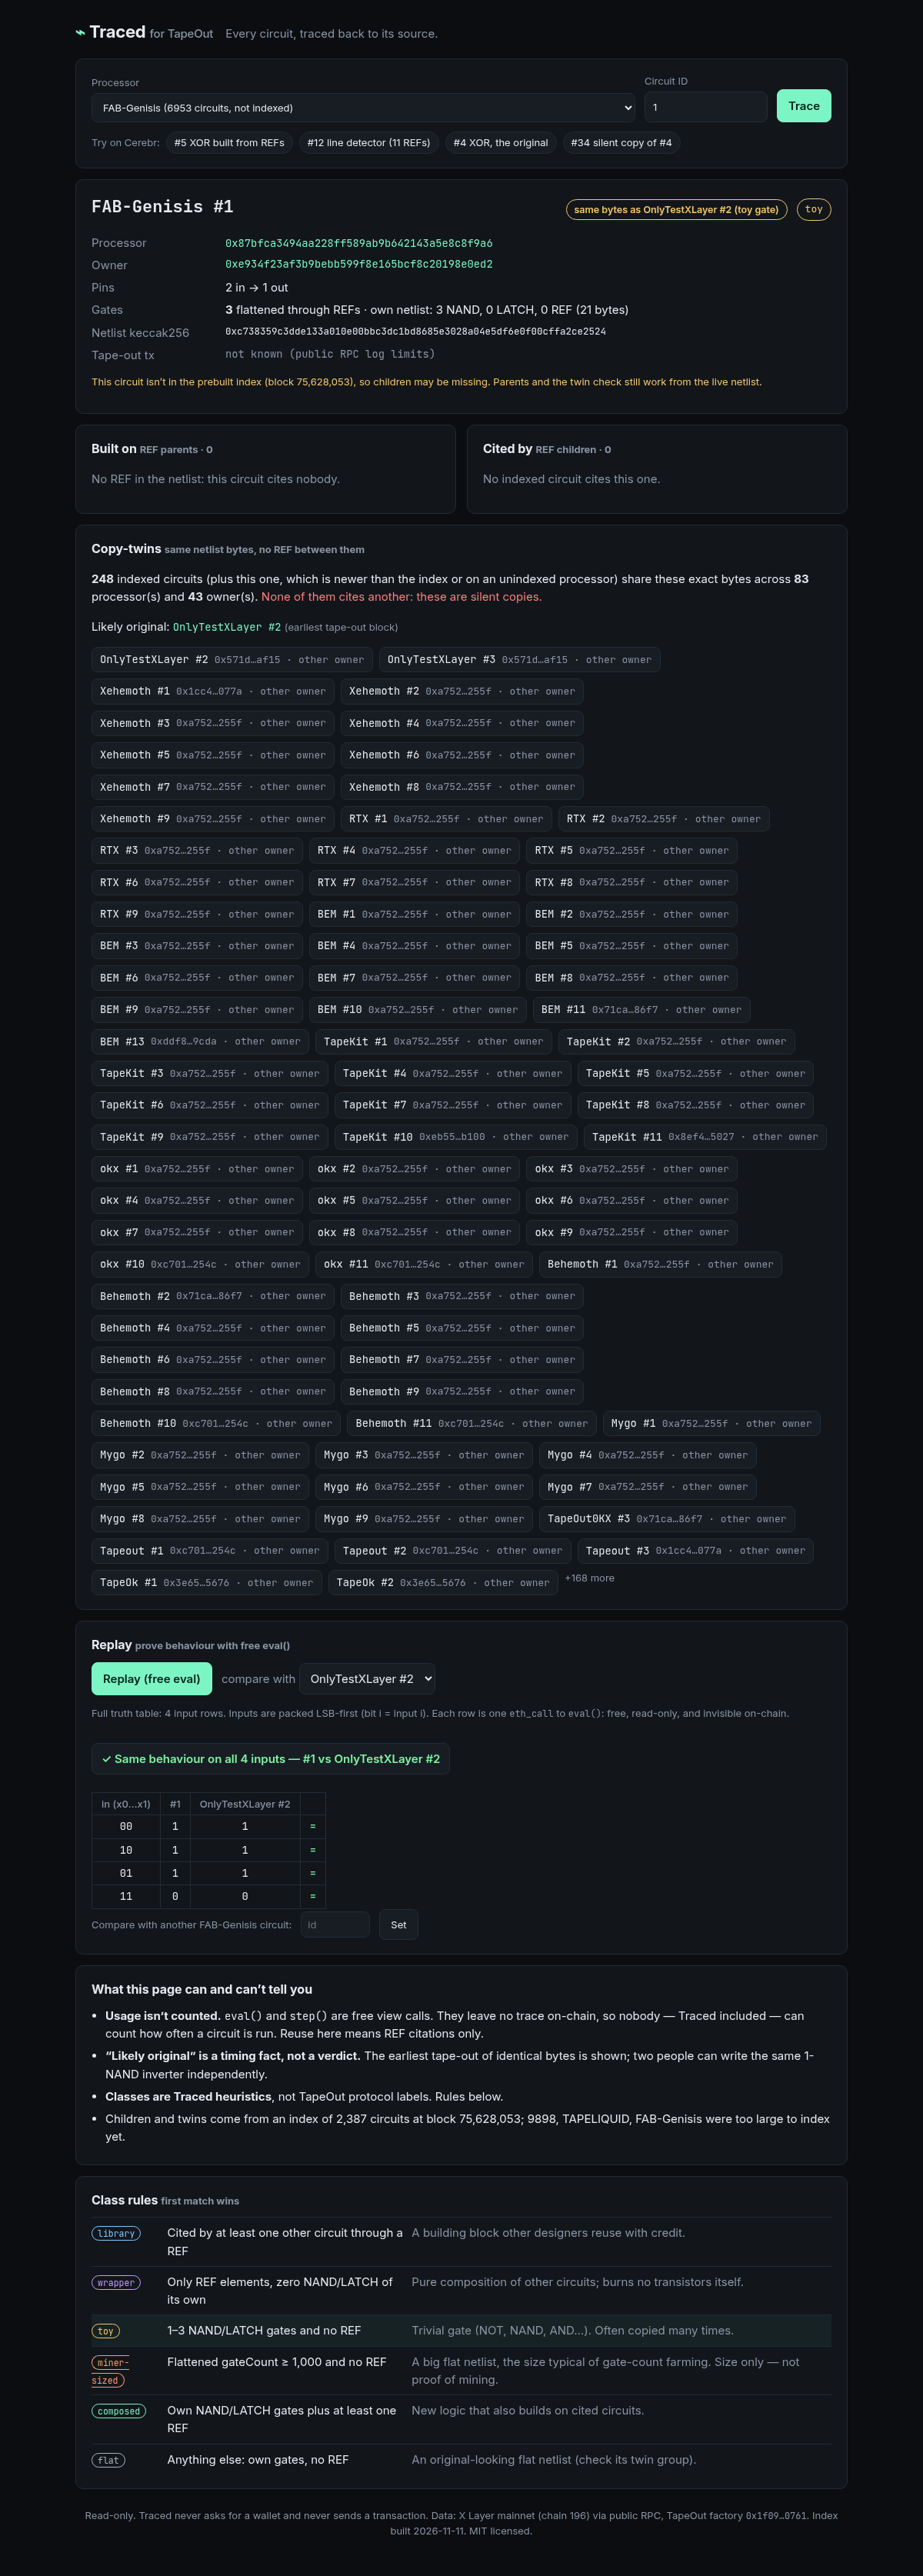 ⌁ Traced for TapeOut Every circuit, traced back to its source.
Processor
Circuit ID
FAB-Genisis (6953 circuits, not indexed)
1
Trace
Try on Cerebr: #5 XOR built from REFs #12 line detector (11 REFs) #4 XOR, the original #34 silent copy of #4
FAB-Genisis #1
same bytes as OnlyTestXLayer #2 (toy gate) toy
Processor 0x87bfca3494aa228ff589ab9b642143a5e8c8f9a6
Owner 0xe934f23af3b9bebb599f8e165bcf8c20198e0ed2
Pins 2 in → 1 out
Gates 3 flattened through REFs · own netlist: 3 NAND, 0 LATCH, 0 REF (21 bytes)
Netlist keccak256 0xc738359c3dde133a010e00bbc3dc1bd8685e3028a04e5df6e0f00cffa2ce2524
Tape-out tx not known (public RPC log limits)
This circuit isn’t in the prebuilt index (block 75,628,053), so children may be missing. Parents and the twin check still work from the live netlist.
Built on REF parents · 0
No REF in the netlist: this circuit cites nobody.
Cited by REF children · 0
No indexed circuit cites this one.
Copy-twins same netlist bytes, no REF between them
248 indexed circuits (plus this one, which is newer than the index or on an unindexed processor) share these exact bytes across 83
processor(s) and 43 owner(s). None of them cites another: these are silent copies.
Likely original: OnlyTestXLayer #2 (earliest tape-out block)
OnlyTestXLayer #2 0x571d…af15 · other owner OnlyTestXLayer #3 0x571d…af15 · other owner
Xehemoth #1 0x1cc4…077a · other owner Xehemoth #2 0xa752…255f · other owner
Xehemoth #3 0xa752…255f · other owner Xehemoth #4 0xa752…255f · other owner
Xehemoth #5 0xa752…255f · other owner Xehemoth #6 0xa752…255f · other owner
Xehemoth #7 0xa752…255f · other owner Xehemoth #8 0xa752…255f · other owner
Xehemoth #9 0xa752…255f · other owner RTX #1 0xa752…255f · other owner RTX #2 0xa752…255f · other owner
RTX #3 0xa752…255f · other owner RTX #4 0xa752…255f · other owner RTX #5 0xa752…255f · other owner
RTX #6 0xa752…255f · other owner RTX #7 0xa752…255f · other owner RTX #8 0xa752…255f · other owner
RTX #9 0xa752…255f · other owner BEM #1 0xa752…255f · other owner BEM #2 0xa752…255f · other owner
BEM #3 0xa752…255f · other owner BEM #4 0xa752…255f · other owner BEM #5 0xa752…255f · other owner
BEM #6 0xa752…255f · other owner BEM #7 0xa752…255f · other owner BEM #8 0xa752…255f · other owner
BEM #9 0xa752…255f · other owner BEM #10 0xa752…255f · other owner BEM #11 0x71ca…86f7 · other owner
BEM #13 0xddf8…9cda · other owner TapeKit #1 0xa752…255f · other owner TapeKit #2 0xa752…255f · other owner
TapeKit #3 0xa752…255f · other owner TapeKit #4 0xa752…255f · other owner TapeKit #5 0xa752…255f · other owner
TapeKit #6 0xa752…255f · other owner TapeKit #7 0xa752…255f · other owner TapeKit #8 0xa752…255f · other owner
TapeKit #9 0xa752…255f · other owner TapeKit #10 0xeb55…b100 · other owner TapeKit #11 0x8ef4…5027 · other owner
okx #1 0xa752…255f · other owner okx #2 0xa752…255f · other owner okx #3 0xa752…255f · other owner
okx #4 0xa752…255f · other owner okx #5 0xa752…255f · other owner okx #6 0xa752…255f · other owner
okx #7 0xa752…255f · other owner okx #8 0xa752…255f · other owner okx #9 0xa752…255f · other owner
okx #10 0xc701…254c · other owner okx #11 0xc701…254c · other owner Behemoth #1 0xa752…255f · other owner
Behemoth #2 0x71ca…86f7 · other owner Behemoth #3 0xa752…255f · other owner
Behemoth #4 0xa752…255f · other owner Behemoth #5 0xa752…255f · other owner
Behemoth #6 0xa752…255f · other owner Behemoth #7 0xa752…255f · other owner
Behemoth #8 0xa752…255f · other owner Behemoth #9 0xa752…255f · other owner
Behemoth #10 0xc701…254c · other owner Behemoth #11 0xc701…254c · other owner Mygo #1 0xa752…255f · other owner
Mygo #2 0xa752…255f · other owner Mygo #3 0xa752…255f · other owner Mygo #4 0xa752…255f · other owner
Mygo #5 0xa752…255f · other owner Mygo #6 0xa752…255f · other owner Mygo #7 0xa752…255f · other owner
Mygo #8 0xa752…255f · other owner Mygo #9 0xa752…255f · other owner TapeOut0KX #3 0x71ca…86f7 · other owner
Tapeout #1 0xc701…254c · other owner Tapeout #2 0xc701…254c · other owner Tapeout #3 0x1cc4…077a · other owner
TapeOk #1 0x3e65…5676 · other owner TapeOk #2 0x3e65…5676 · other owner +168 more
Replay prove behaviour with free eval()
Replay (free eval) compare with OnlyTestXLayer #2
Full truth table: 4 input rows. Inputs are packed LSB-first (bit i = input i). Each row is one eth_call to eval(): free, read-only, and invisible on-chain.
✓ Same behaviour on all 4 inputs — #1 vs OnlyTestXLayer #2
in (x0…x1) #1 OnlyTestXLayer #2
00 1 1 =
10 1 1 =
01 1 1 =
11 0 0 =
Compare with another FAB-Genisis circuit: id Set
What this page can and can’t tell you
• Usage isn’t counted. eval() and step() are free view calls. They leave no trace on-chain, so nobody — Traced included — can
count how often a circuit is run. Reuse here means REF citations only.
• “Likely original” is a timing fact, not a verdict. The earliest tape-out of identical bytes is shown; two people can write the same 1-
NAND inverter independently.
• Classes are Traced heuristics, not TapeOut protocol labels. Rules below.
• Children and twins come from an index of 2,387 circuits at block 75,628,053; 9898, TAPELIQUID, FAB-Genisis were too large to index
yet.
Class rules first match wins
library Cited by at least one other circuit through a A building block other designers reuse with credit.
REF
wrapper Only REF elements, zero NAND/LATCH of Pure composition of other circuits; burns no transistors itself.
its own
toy 1–3 NAND/LATCH gates and no REF Trivial gate (NOT, NAND, AND…). Often copied many times.
miner- Flattened gateCount ≥ 1,000 and no REF A big flat netlist, the size typical of gate-count farming. Size only — not
sized proof of mining.
composed Own NAND/LATCH gates plus at least one New logic that also builds on cited circuits.
REF
flat Anything else: own gates, no REF An original-looking flat netlist (check its twin group).
Read-only. Traced never asks for a wallet and never sends a transaction. Data: X Layer mainnet (chain 196) via public RPC, TapeOut factory 0x1f09…0761. Index
built 2026-11-11. MIT licensed.